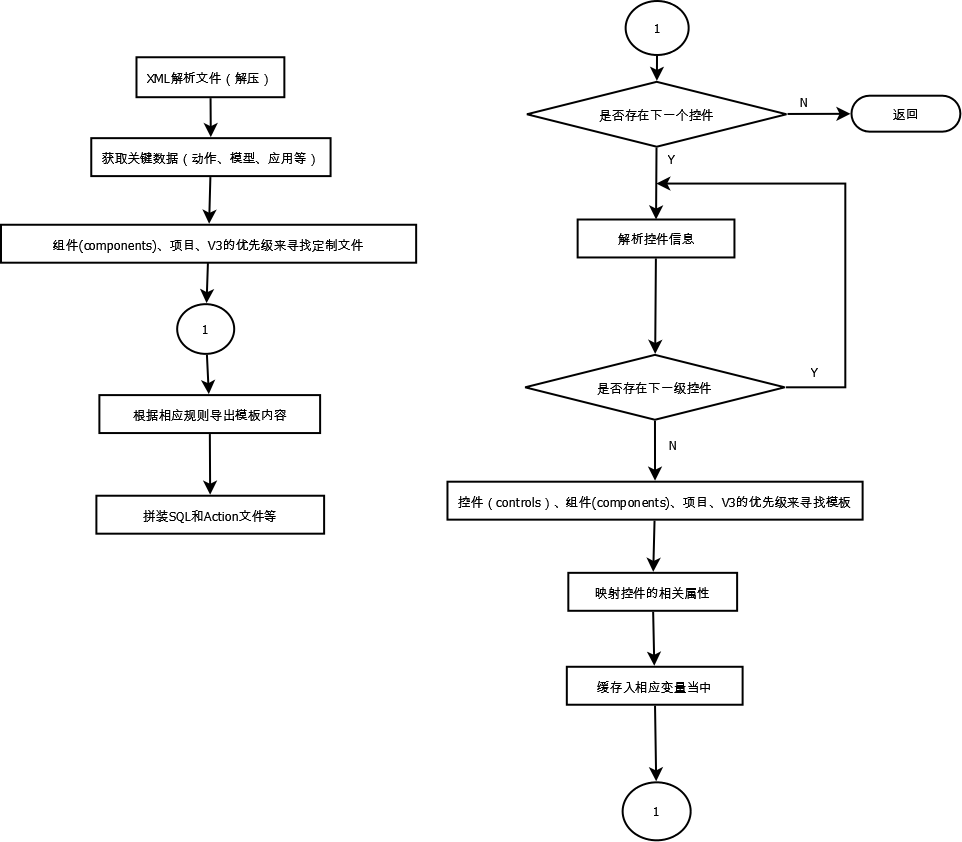 XML解析文件（解压）
获取关键数据（动作、模型、应用等）
组件(components)、项目、V3的优先级来寻找定制文件
1
根据相应规则导出模板内容
拼装SQL和Action文件等
1
是否存在下一个控件
N
返回
Y
解析控件信息
是否存在下一级控件
Y
N
控件（controls）、组件(components)、项目、V3的优先级来寻找模板
映射控件的相关属性
缓存入相应变量当中
1